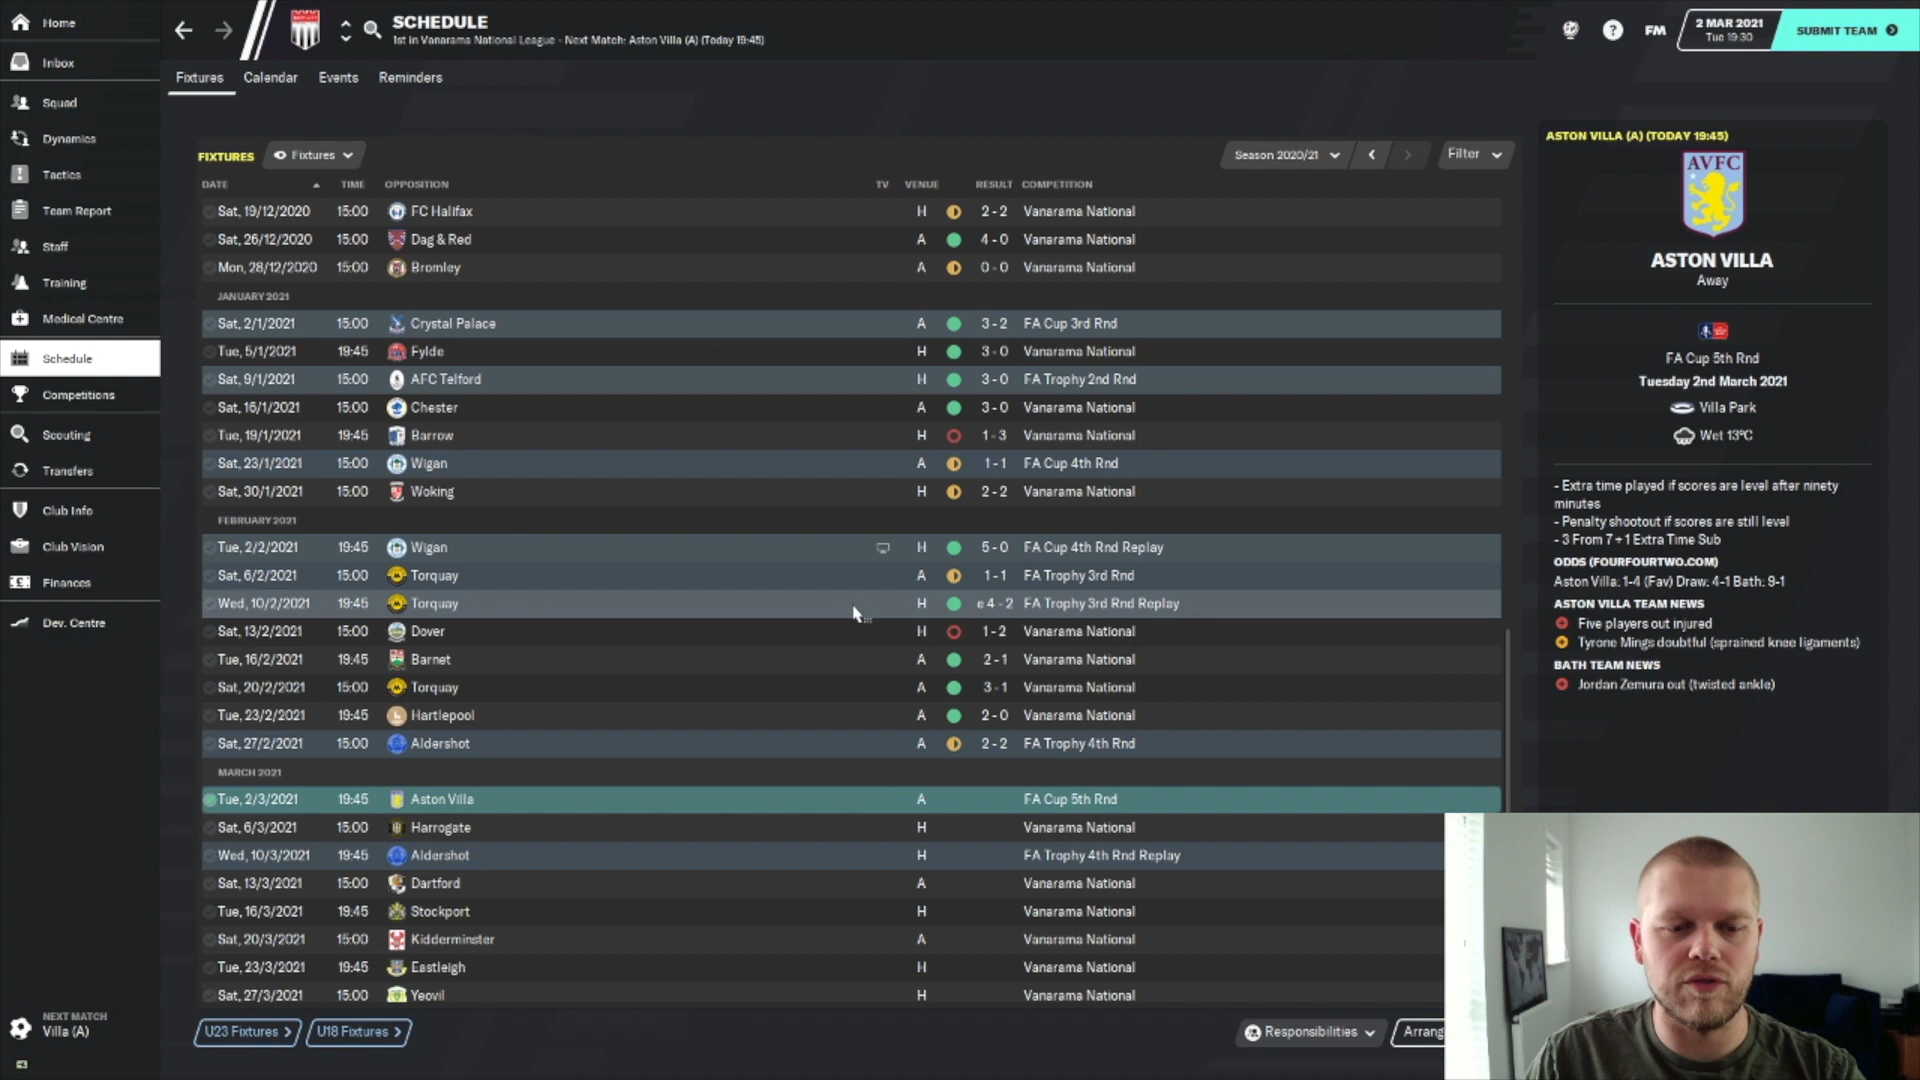 Home
Inbox
Squad
Dynamics
Tactics
Team Report
Staff
Training
Medical Centre
Schedule
Competitions
Scouting
Transfers
Club Info
Club Vision
Finances
Dev. Centre
NEXT MATCH
Villa (A)
SCHEDULE
1st in Vanarama National League - Next Match: Aston Villa (A) (Today 19:45)
FM
2 MAR 2021
Tue 19:30
SUBMIT TEAM
Fixtures Calendar Events Reminders
FIXTURES Fixtures Season 2020/21 Filter
DATE TIME OPPOSITION TV VENUE RESULT COMPETITION
Sat, 19/12/2020 15:00 FC Halifax H 2 - 2 Vanarama National
Sat, 26/12/2020 15:00 Dag & Red A 4 - 0 Vanarama National
Mon, 28/12/2020 15:00 Bromley A 0 - 0 Vanarama National
JANUARY 2021
Sat, 2/1/2021 15:00 Crystal Palace A 3 - 2 FA Cup 3rd Rnd
Tue, 5/1/2021 19:45 Fylde H 3 - 0 Vanarama National
Sat, 9/1/2021 15:00 AFC Telford H 3 - 0 FA Trophy 2nd Rnd
Sat, 16/1/2021 15:00 Chester A 3 - 0 Vanarama National
Tue, 19/1/2021 19:45 Barrow H 1 - 3 Vanarama National
Sat, 23/1/2021 15:00 Wigan A 1 - 1 FA Cup 4th Rnd
Sat, 30/1/2021 15:00 Woking H 2 - 2 Vanarama National
FEBRUARY 2021
Tue, 2/2/2021 19:45 Wigan H 5 - 0 FA Cup 4th Rnd Replay
Sat, 6/2/2021 15:00 Torquay A 1 - 1 FA Trophy 3rd Rnd
Wed, 10/2/2021 19:45 Torquay H e 4 - 2 FA Trophy 3rd Rnd Replay
Sat, 13/2/2021 15:00 Dover H 1 - 2 Vanarama National
Tue, 16/2/2021 19:45 Barnet A 2 - 1 Vanarama National
Sat, 20/2/2021 15:00 Torquay A 3 - 1 Vanarama National
Tue, 23/2/2021 19:45 Hartlepool A 2 - 0 Vanarama National
Sat, 27/2/2021 15:00 Aldershot A 2 - 2 FA Trophy 4th Rnd
MARCH 2021
Tue, 2/3/2021 19:45 Aston Villa A FA Cup 5th Rnd
Sat, 6/3/2021 15:00 Harrogate H Vanarama National
Wed, 10/3/2021 19:45 Aldershot H FA Trophy 4th Rnd Replay
Sat, 13/3/2021 15:00 Dartford A Vanarama National
Tue, 16/3/2021 19:45 Stockport H Vanarama National
Sat, 20/3/2021 15:00 Kidderminster A Vanarama National
Tue, 23/3/2021 19:45 Eastleigh H Vanarama National
Sat, 27/3/2021 15:00 Yeovil H Vanarama National
U23 Fixtures > U18 Fixtures > Responsibilities Arrang
ASTON VILLA (A) (TODAY 19:45)
AVFC
ASTON VILLA
Away
FA Cup 5th Rnd
Tuesday 2nd March 2021
Villa Park
Wet 13ºC
- Extra time played if scores are level after ninety
minutes
- Penalty shootout if scores are still level
- 3 From 7 + 1 Extra Time Sub
ODDS (FOURFOURTWO.COM)
Aston Villa: 1-4 (Fav) Draw: 4-1 Bath: 9-1
ASTON VILLA TEAM NEWS
Five players out injured
Tyrone Mings doubtful (sprained knee ligaments)
BATH TEAM NEWS
Jordan Zemura out (twisted ankle)